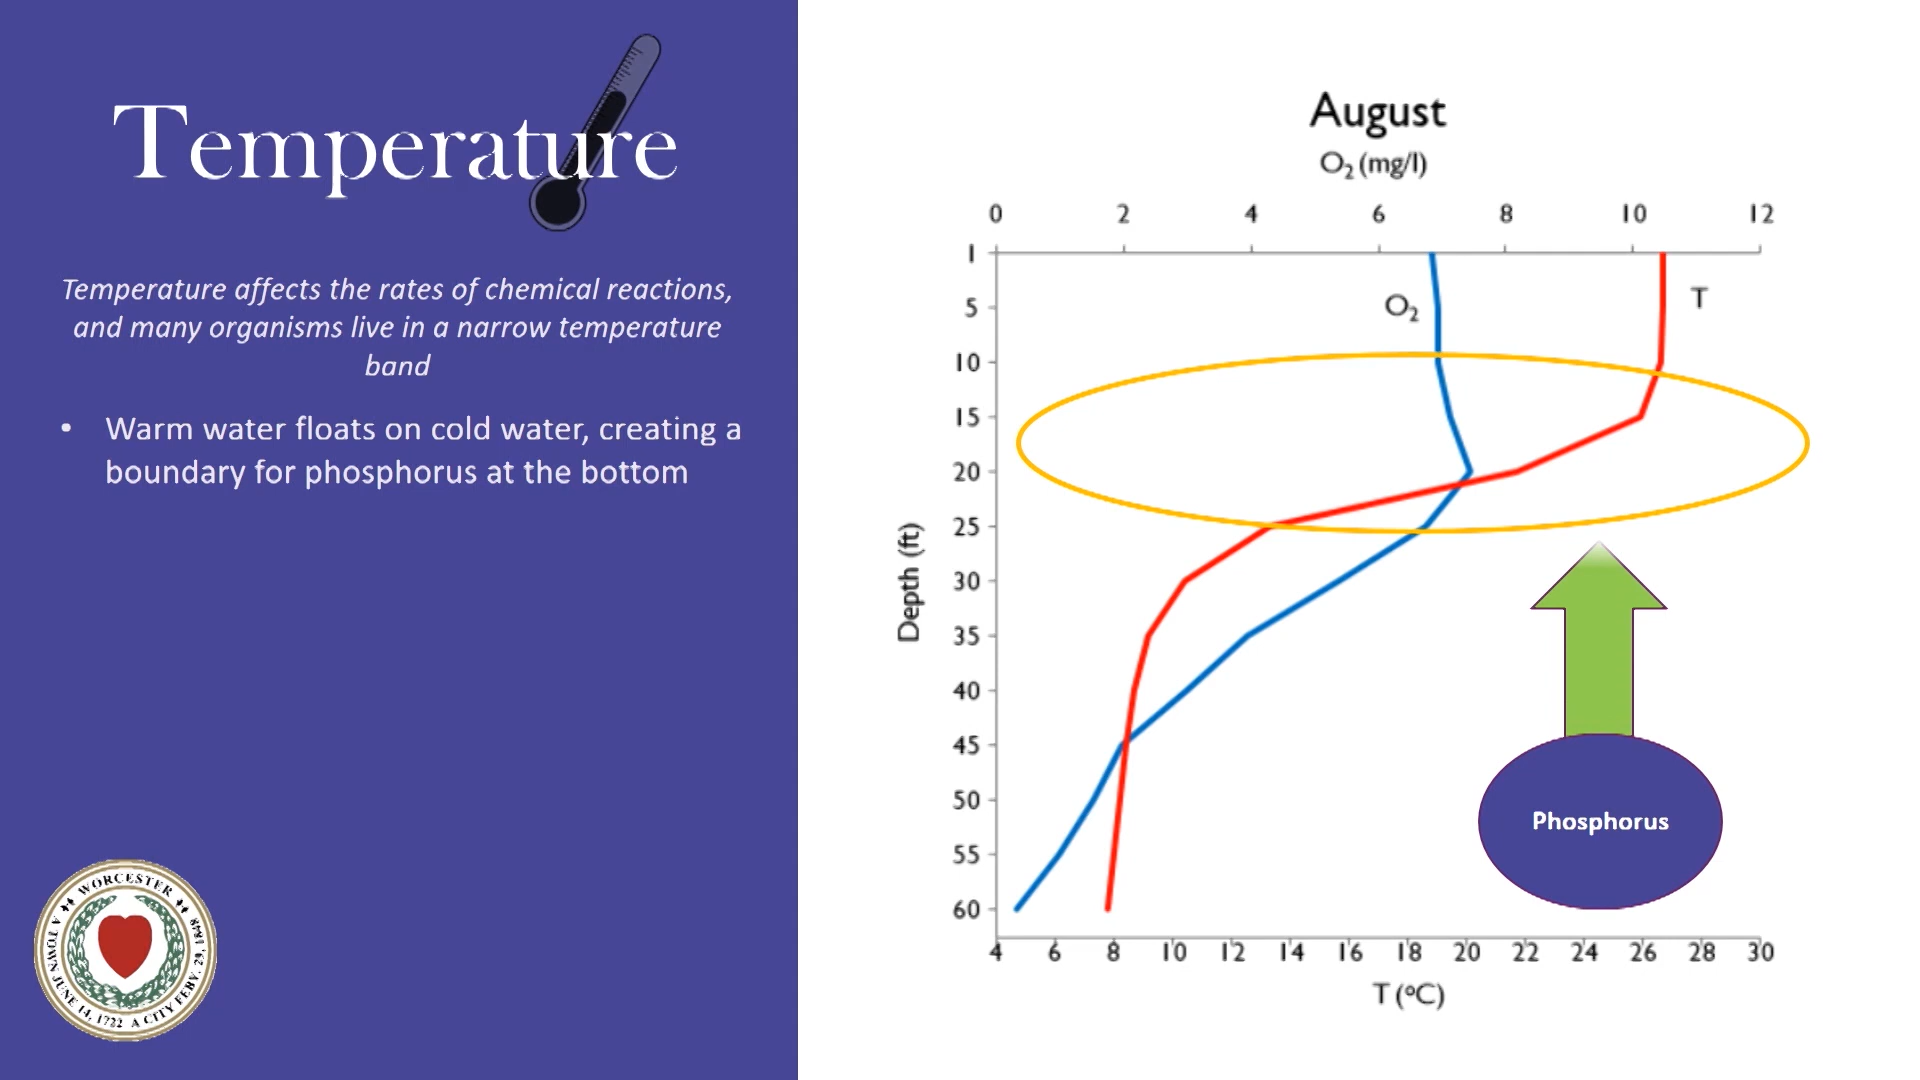 Temperature
Temperature affects the rates of chemical reactions,
and many organisms live in a narrow temperature
band
• Warm water floats on cold water, creating a
boundary for phosphorus at the bottom
WORCESTER
A TOWN JUNE 14, 1722 A CITY FEBY. 29, 1848
August
O₂ (mg/l)
0 2 4 6 8 10 12
1
5
10
15
20
25
30
35
40
45
50
55
60
Depth (ft)
O₂
T
Phosphorus
4 6 8 10 12 14 16 18 20 22 24 26 28 30
T (°C)